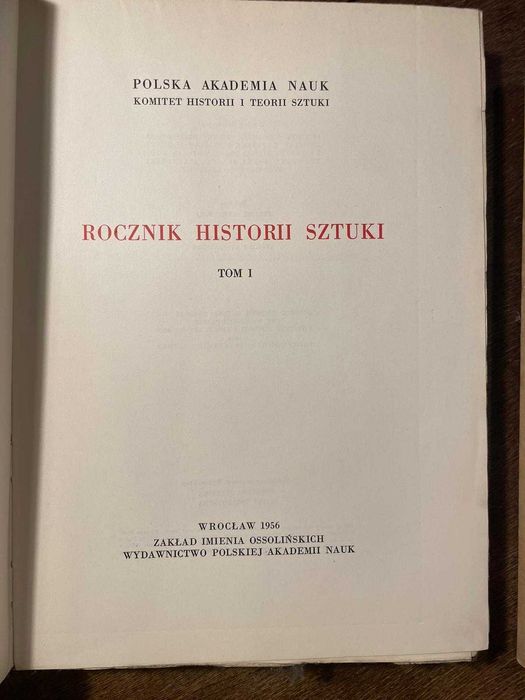 POLSKA AKADEMIA NAUK
KOMITET HISTORII I TEORII SZTUKI
ROCZNIK HISTORII SZTUKI
TOM I
WROCŁAW 1956
ZAKŁAD IMIENIA OSSOLIŃSKICH
WYDAWNICTWO POLSKIEJ AKADEMII NAUK